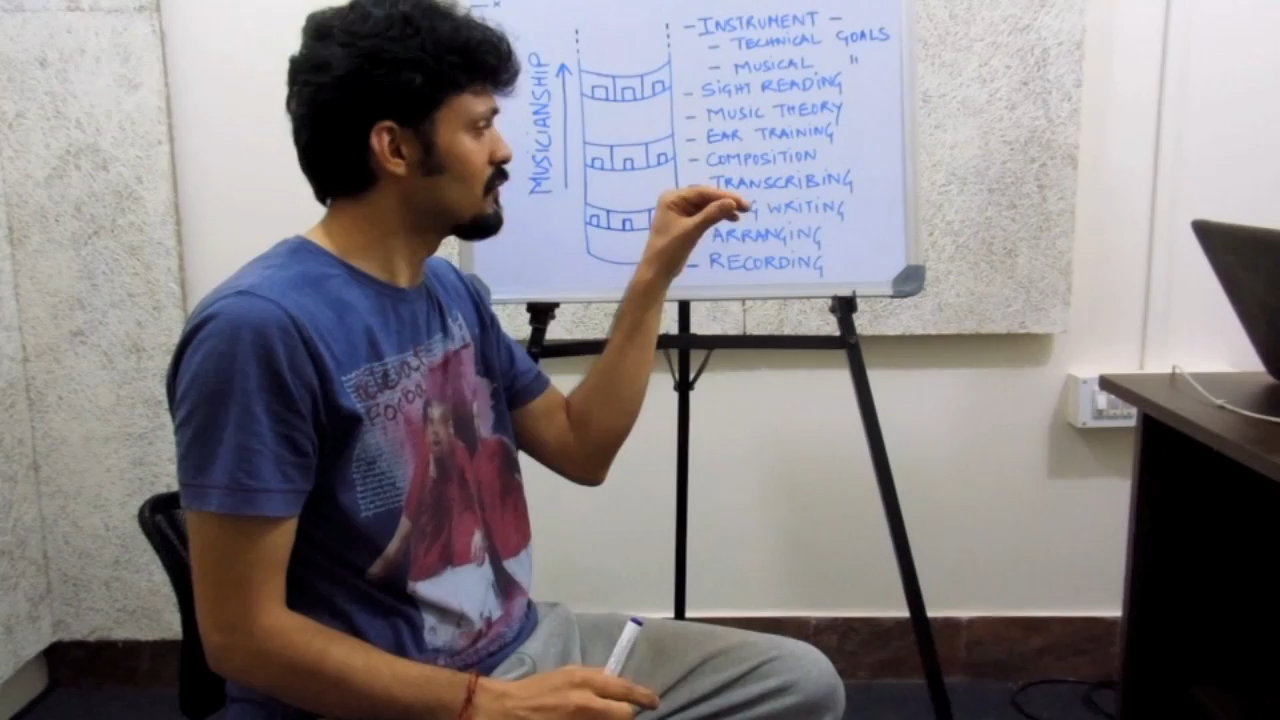 MUSICIANSHIP
- INSTRUMENT -
- TECHNICAL GOALS
- MUSICAL "
- SIGHT READING
- MUSIC THEORY
- EAR TRAINING
- COMPOSITION
TRANSCRIBING
G WRITING
ARRANGING
- RECORDING